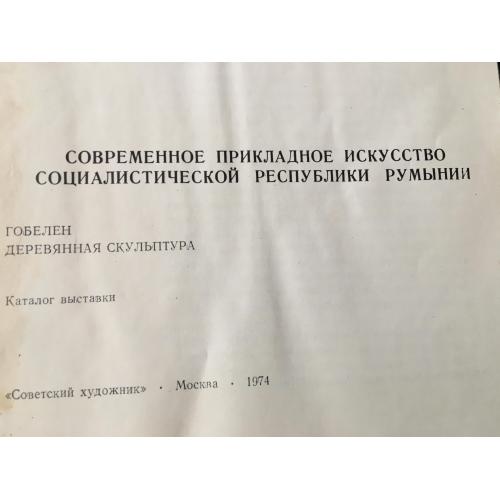 СОВРЕМЕННОЕ ПРИКЛАДНОЕ ИСКУССТВО
СОЦИАЛИСТИЧЕСКОЙ РЕСПУБЛИКИ РУМЫНИИ
ГОБЕЛЕН
ДЕРЕВЯННАЯ СКУЛЬПТУРА
Каталог выставки
«Советский художник» · Москва · 1974